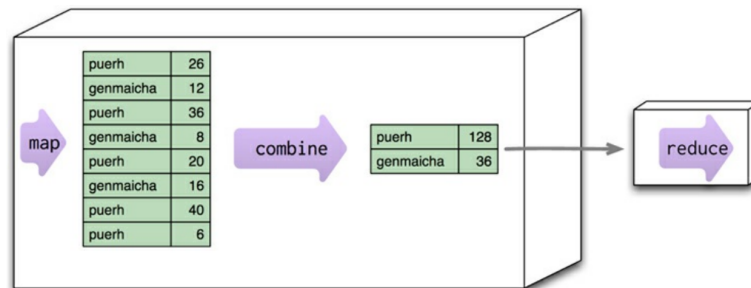 map
puerh 26
genmaicha 12
puerh 36
genmaicha 8
puerh 20
genmaicha 16
puerh 40
puerh 6
combine
puerh 128
genmaicha 36
reduce